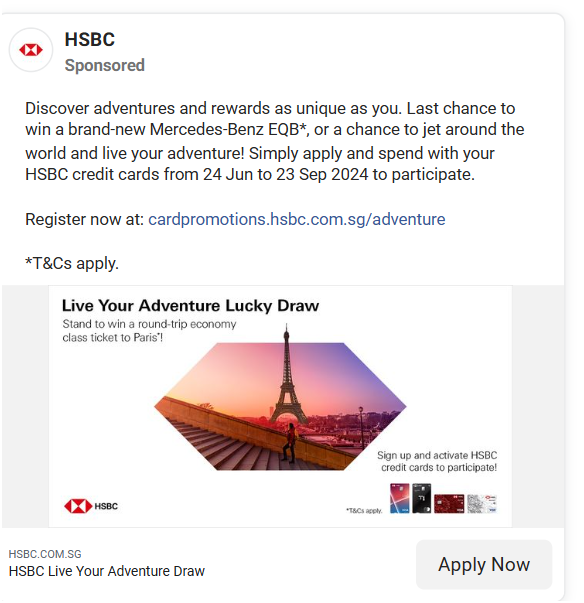 HSBC
Sponsored
Discover adventures and rewards as unique as you. Last chance to
win a brand-new Mercedes-Benz EQB*, or a chance to jet around the
world and live your adventure! Simply apply and spend with your
HSBC credit cards from 24 Jun to 23 Sep 2024 to participate.
Register now at: cardpromotions.hsbc.com.sg/adventure
*T&Cs apply.
Live Your Adventure Lucky Draw
Stand to win a round-trip economy
class ticket to Paris*!
Sign up and activate HSBC
credit cards to participate!
HSBC
*T&Cs apply.
HSBC.COM.SG
HSBC Live Your Adventure Draw
Apply Now